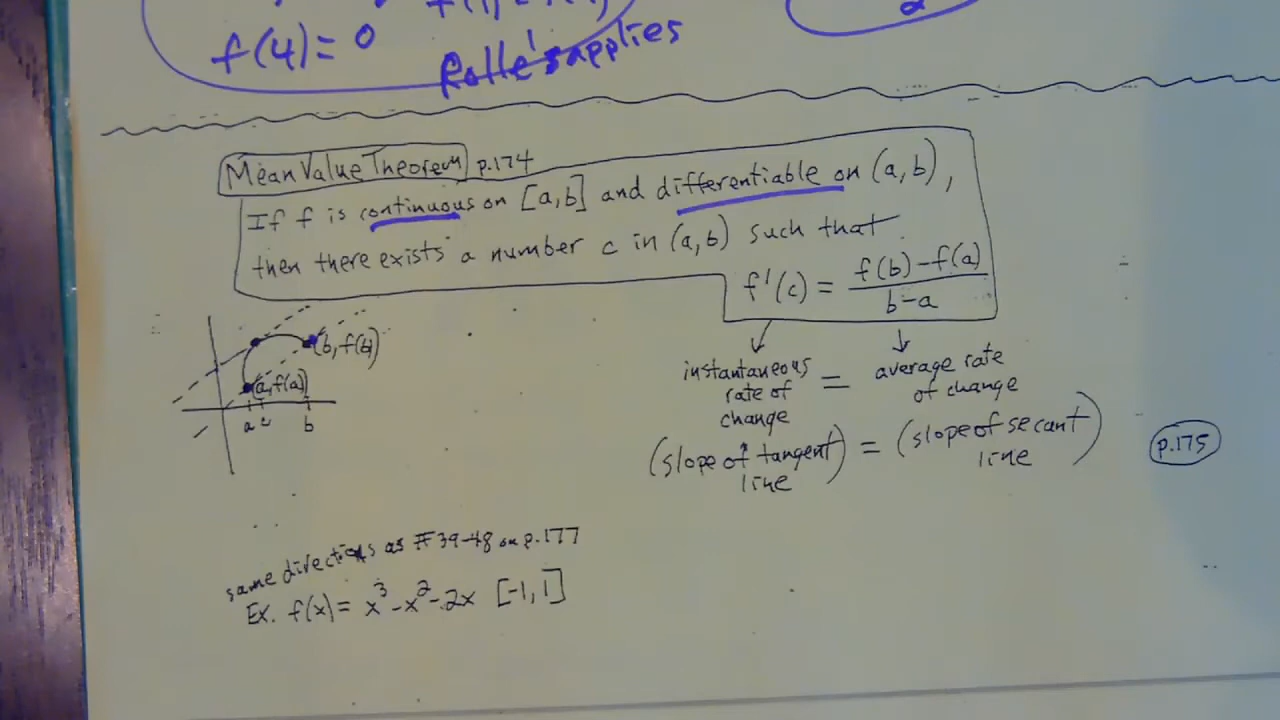 f(4) = 0
Rolle's applies
2
Mean Value Theorem p.174
If f is continuous on [a,b] and differentiable on (a,b),
then there exists a number c in (a,b) such that
f'(c) = f(b)-f(a) / b-a
(b, f(b))
(a, f(a))
a c b
instantaneous rate of change = average rate of change
(slope of tangent line) = (slope of secant line)
p.175
same directions as #39-48 on p.177
Ex. f(x) = x³-x²-2x [-1,1]